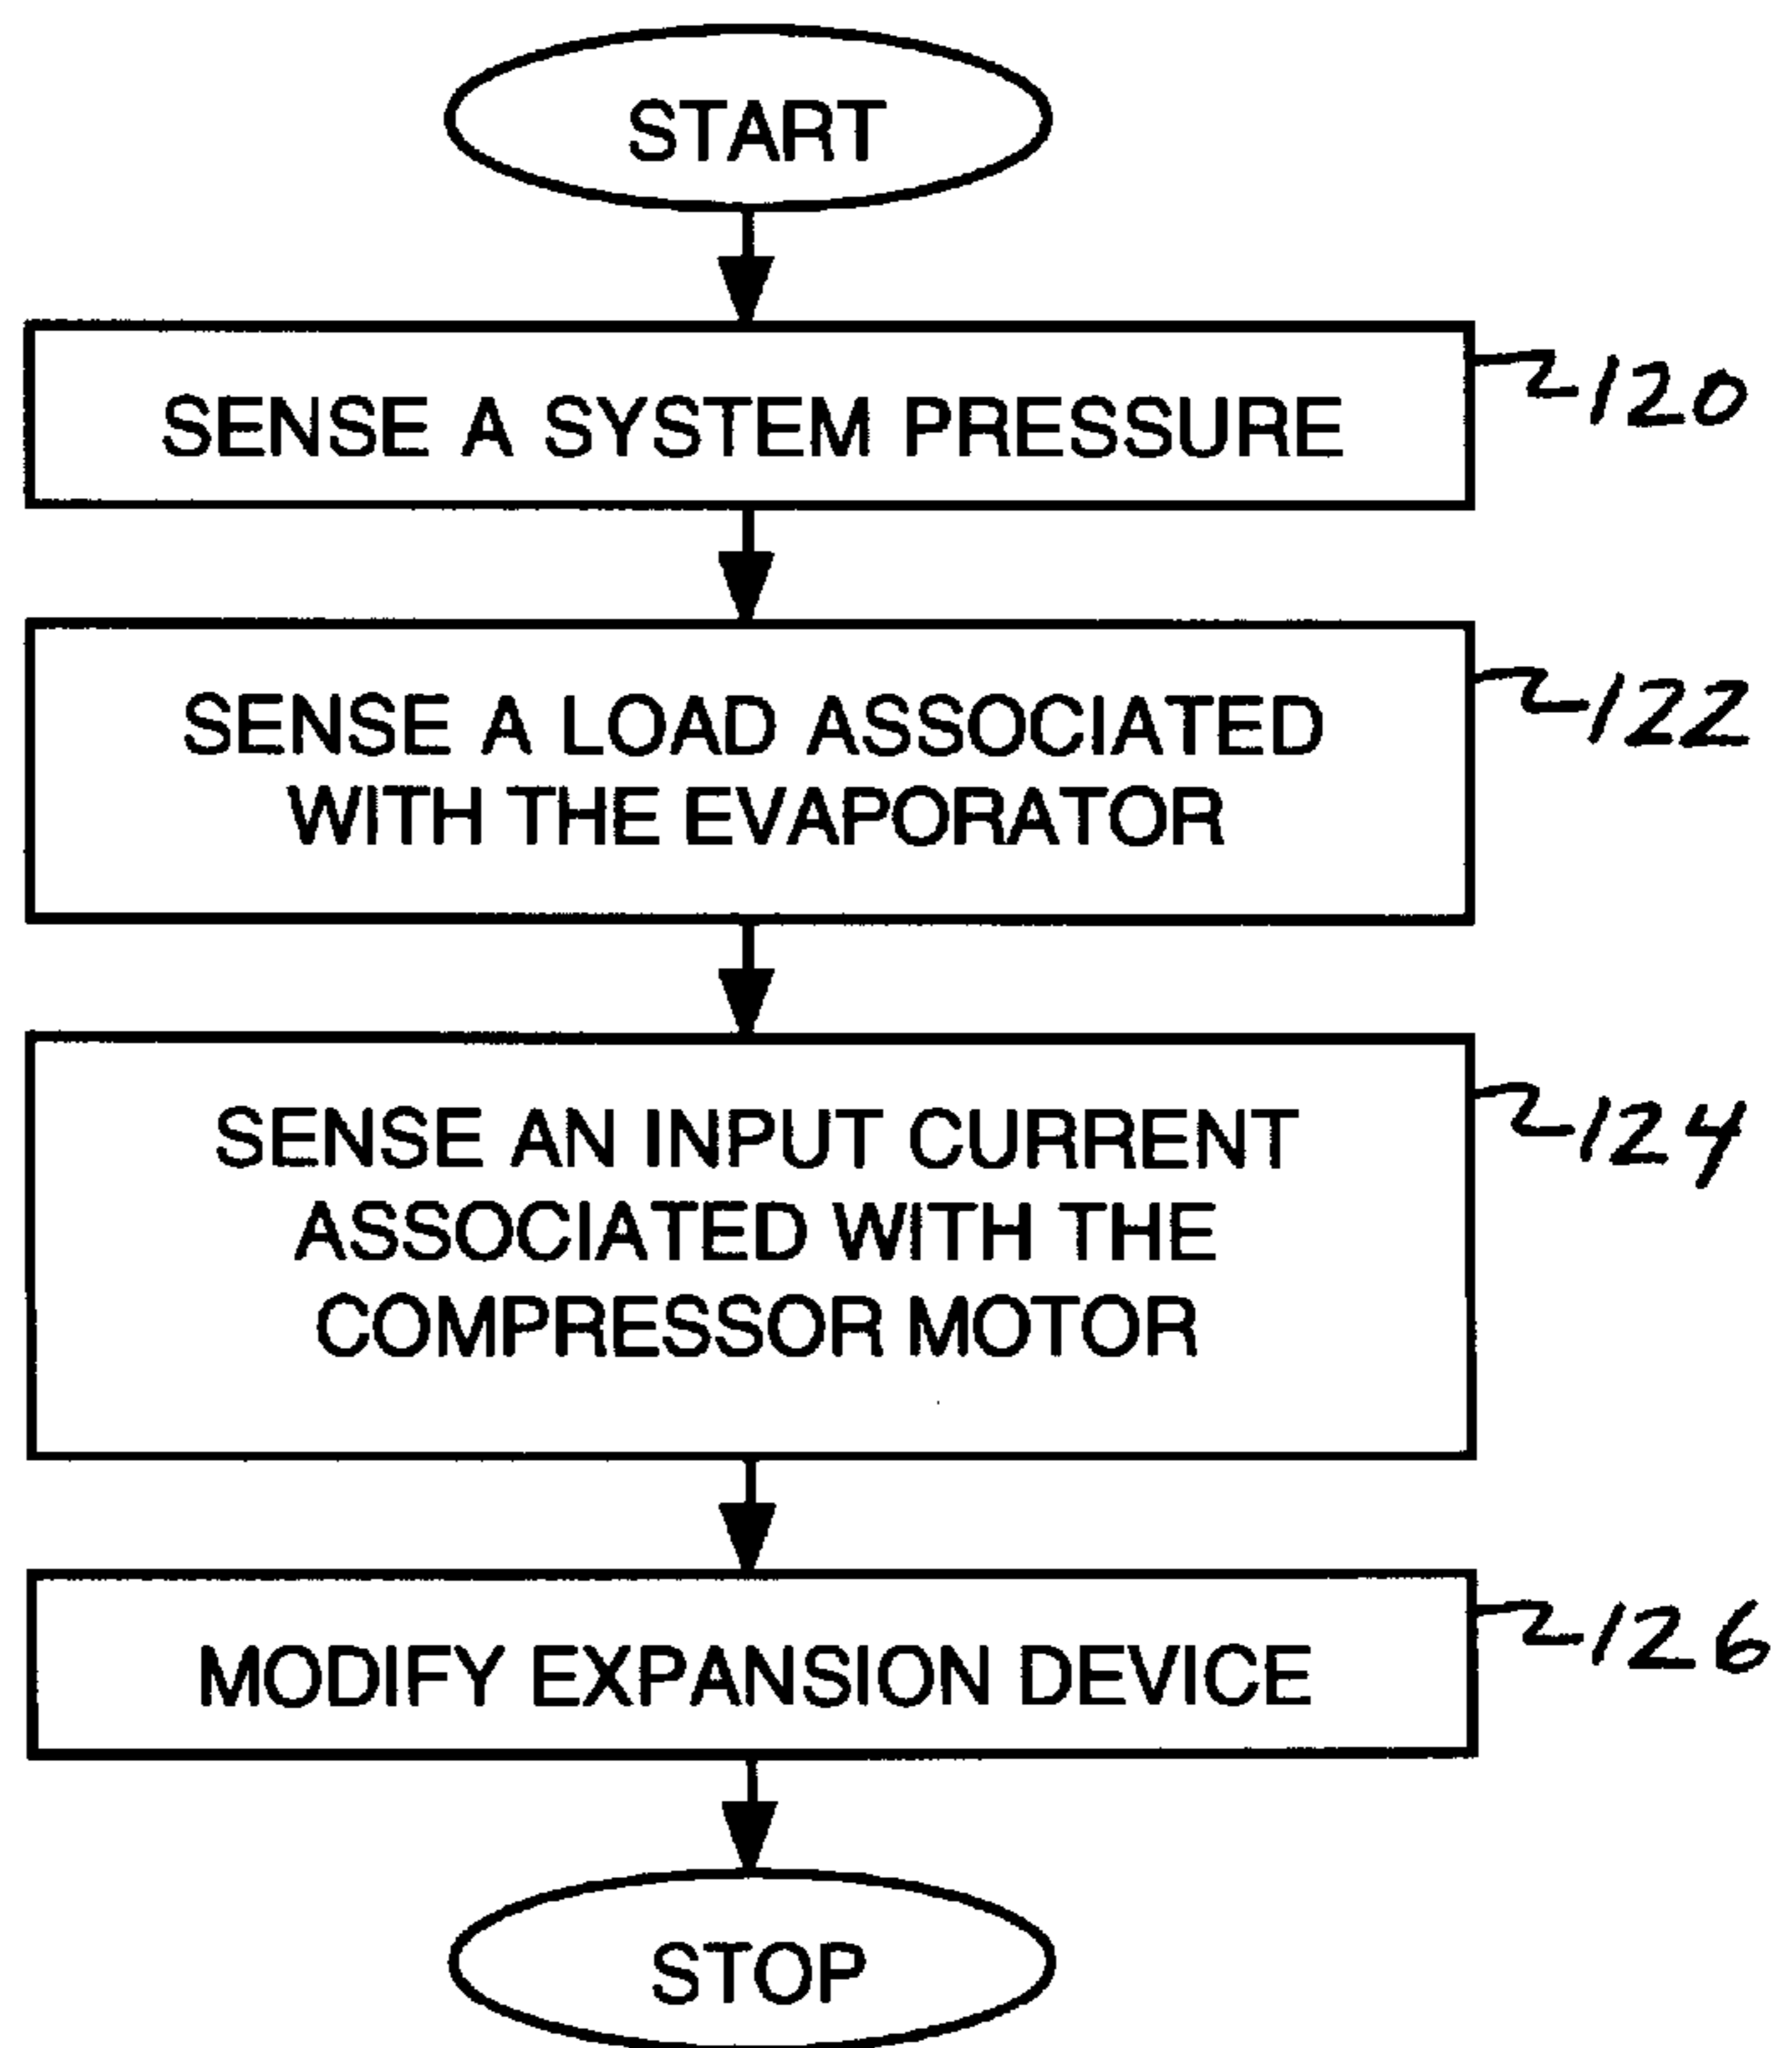 START
SENSE A SYSTEM PRESSURE
120
SENSE A LOAD ASSOCIATED
WITH THE EVAPORATOR
122
SENSE AN INPUT CURRENT
ASSOCIATED WITH THE
COMPRESSOR MOTOR
124
MODIFY EXPANSION DEVICE
126
STOP